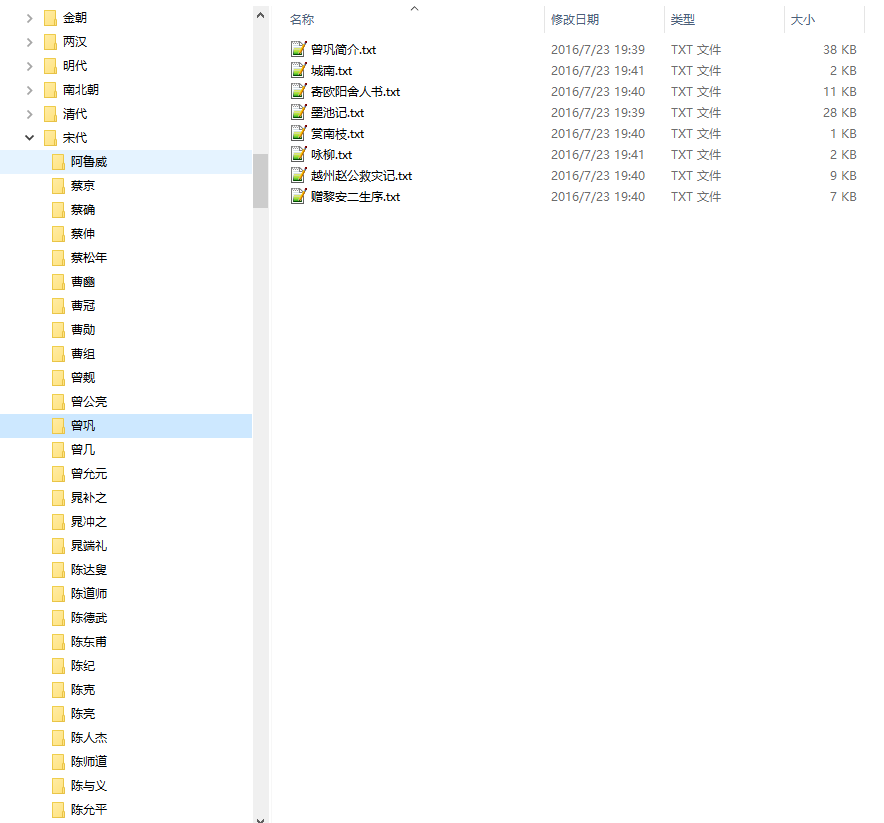 金朝
两汉
明代
南北朝
清代
宋代
阿鲁威
蔡京
蔡确
蔡伸
蔡松年
曹豳
曹冠
曹勋
曹组
曾觌
曾公亮
曾巩
曾几
曾允元
晁补之
晁冲之
晁端礼
陈达叟
陈道师
陈德武
陈东甫
陈纪
陈克
陈亮
陈人杰
陈师道
陈与义
陈允平
名称 修改日期 类型 大小
曾巩简介.txt 2016/7/23 19:39 TXT 文件 38 KB
城南.txt 2016/7/23 19:41 TXT 文件 2 KB
寄欧阳舍人书.txt 2016/7/23 19:40 TXT 文件 11 KB
墨池记.txt 2016/7/23 19:39 TXT 文件 28 KB
赏南枝.txt 2016/7/23 19:40 TXT 文件 1 KB
咏柳.txt 2016/7/23 19:41 TXT 文件 2 KB
越州赵公救灾记.txt 2016/7/23 19:40 TXT 文件 9 KB
赠黎安二生序.txt 2016/7/23 19:40 TXT 文件 7 KB